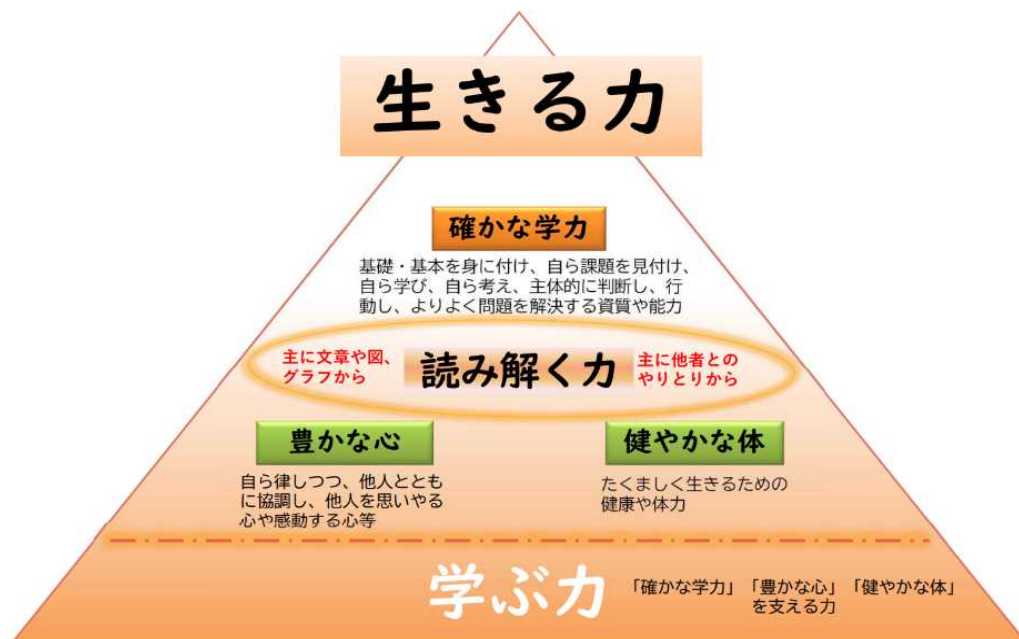 生きる力
確かな学力
基礎・基本を身に付け、自ら課題を見付け、
自ら学び、自ら考え、主体的に判断し、行
動し、よりよく問題を解決する資質や能力
主に文章や図、
グラフから
読み解く力
主に他者との
やりとりから
豊かな心
自ら律しつつ、他人ととも
に協調し、他人を思いやる
心や感動する心等
健やかな体
たくましく生きるための
健康や体力
学ぶ力
「確かな学力」「豊かな心」「健やかな体」
を支える力